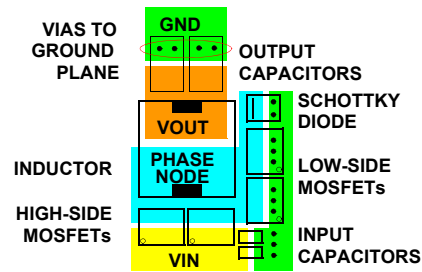 VIAS TO
GROUND
PLANE
GND
OUTPUT
CAPACITORS
SCHOTTKY
DIODE
VOUT
INDUCTOR
PHASE
NODE
LOW-SIDE
MOSFETs
HIGH-SIDE
MOSFETs
VIN
INPUT
CAPACITORS